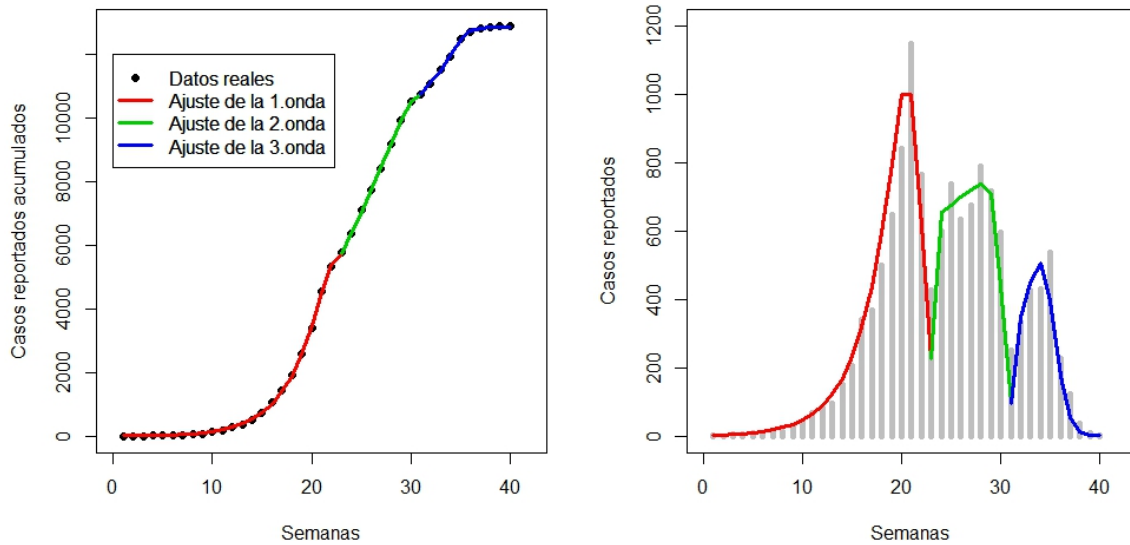 Casos reportados acumulados
0 2000 4000 6000 8000 10000
Datos reales
Ajuste de la 1.onda
Ajuste de la 2.onda
Ajuste de la 3.onda
0 10 20 30 40
Semanas
Casos reportados
0 200 400 600 800 1000 1200
0 10 20 30 40
Semanas